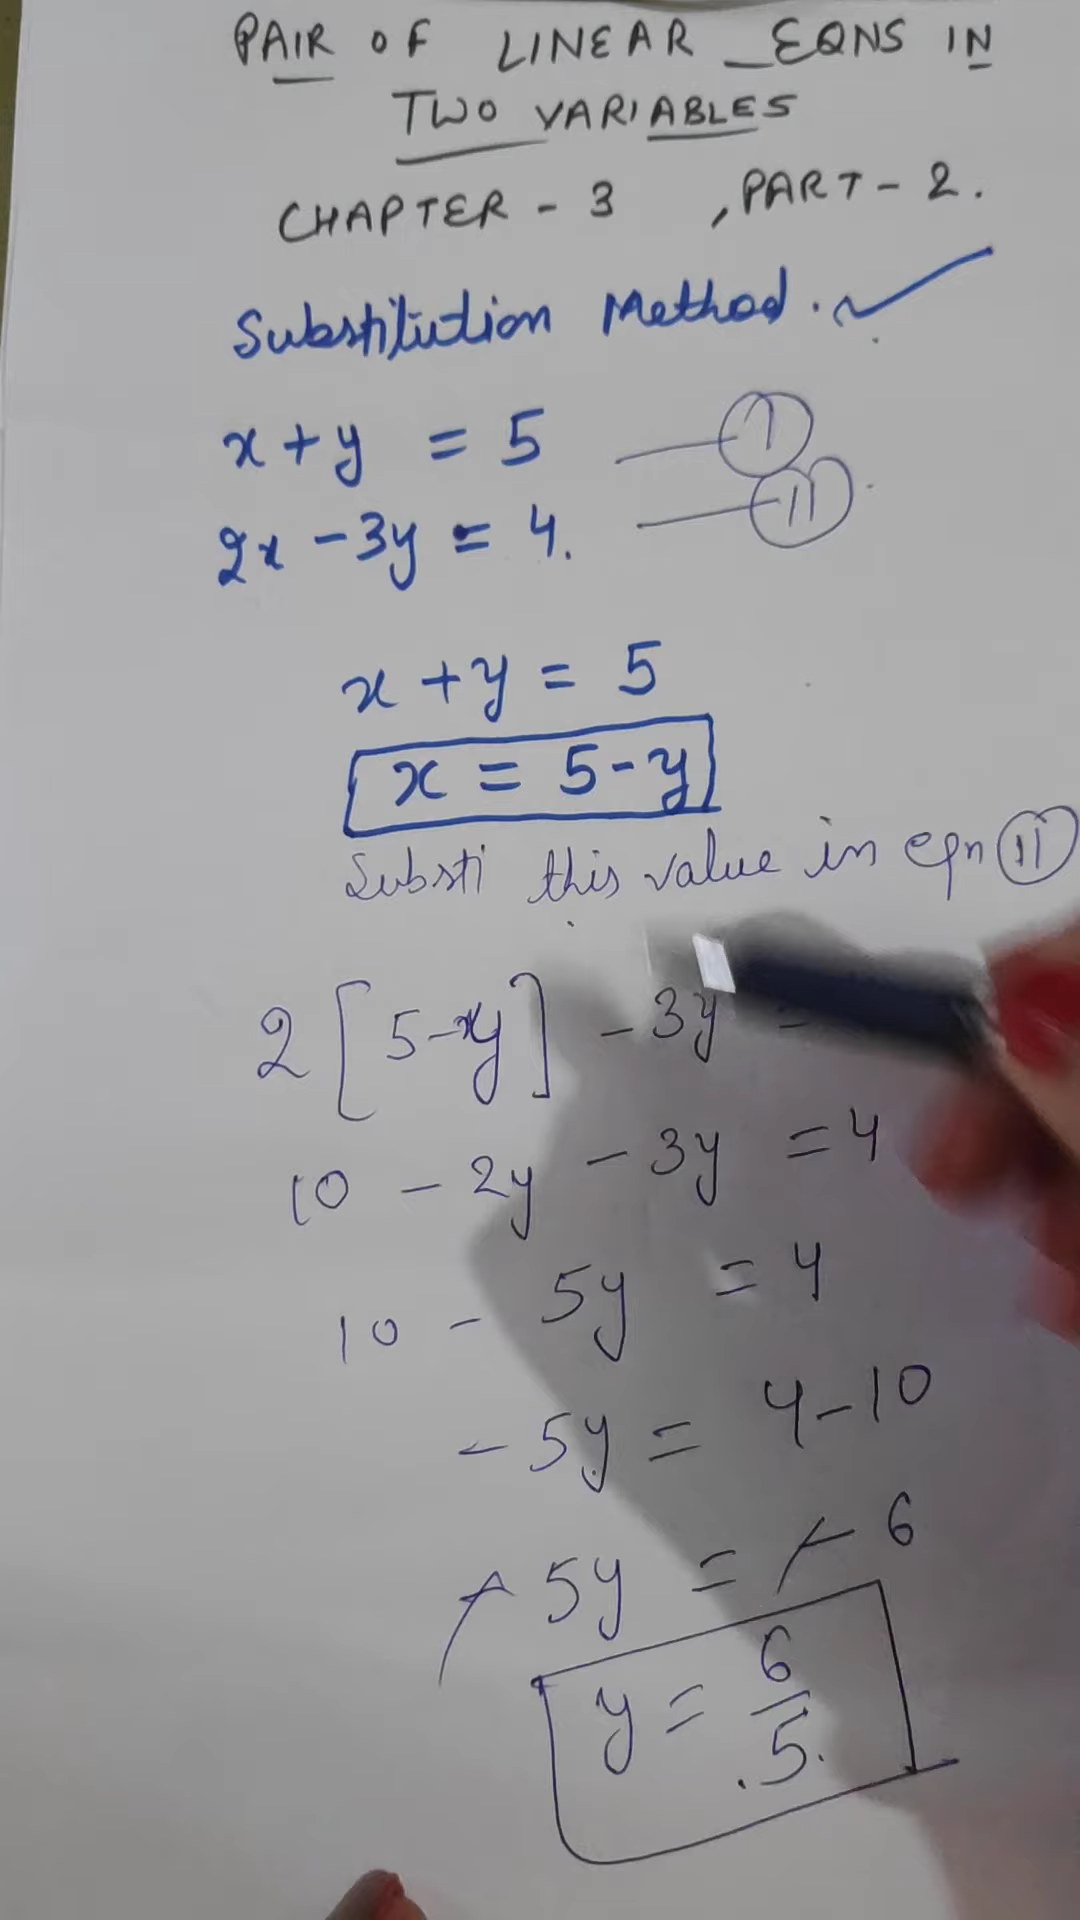 PAIR OF LINEAR EQNS IN
TWO VARIABLES
CHAPTER - 3 , PART - 2.
Substitution Method.
x + y = 5 — I
2x - 3y = 4. — II
x + y = 5
x = 5 - y
Substi this value in eqn II
2 [5 - y] - 3y =
10 - 2y - 3y = 4
10 - 5y = 4
- 5y = 4 - 10
- 5y = - 6
y = 6/5.